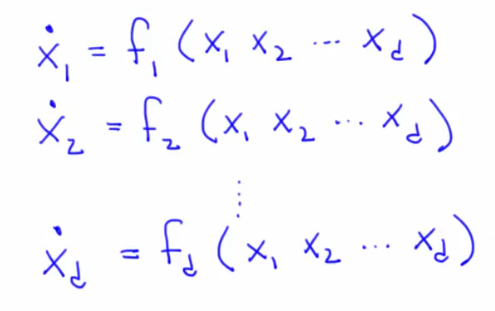 ẋ₁ = f₁ (x₁ x₂ ⋯ x_d)
ẋ₂ = f₂ (x₁ x₂ ⋯ x_d)
⋮
ẋ_d = f_d (x₁ x₂ ⋯ x_d)